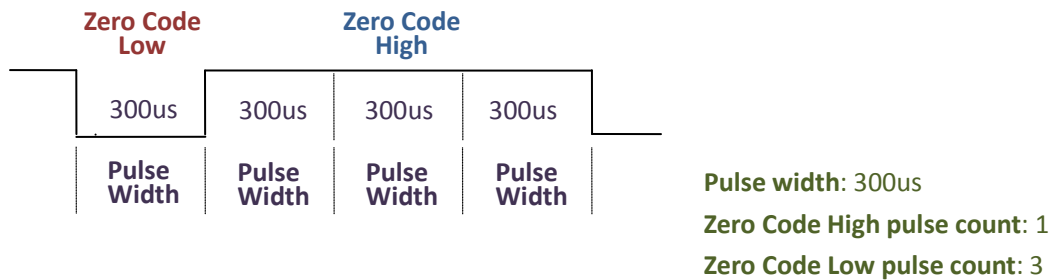 Zero Code
Low
Zero Code
High
300us 300us 300us 300us
Pulse Width Pulse Width Pulse Width Pulse Width
Pulse width: 300us
Zero Code High pulse count: 1
Zero Code Low pulse count: 3